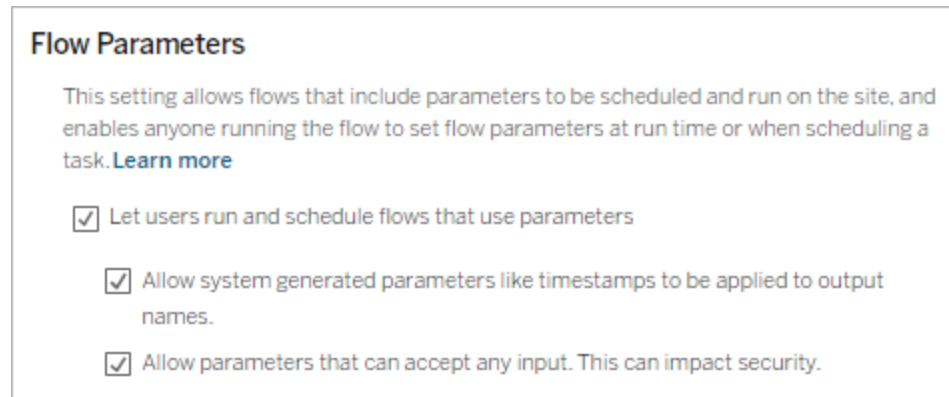 Flow Parameters
This setting allows flows that include parameters to be scheduled and run on the site, and
enables anyone running the flow to set flow parameters at run time or when scheduling a
task. Learn more
Let users run and schedule flows that use parameters
Allow system generated parameters like timestamps to be applied to output
names.
Allow parameters that can accept any input. This can impact security.